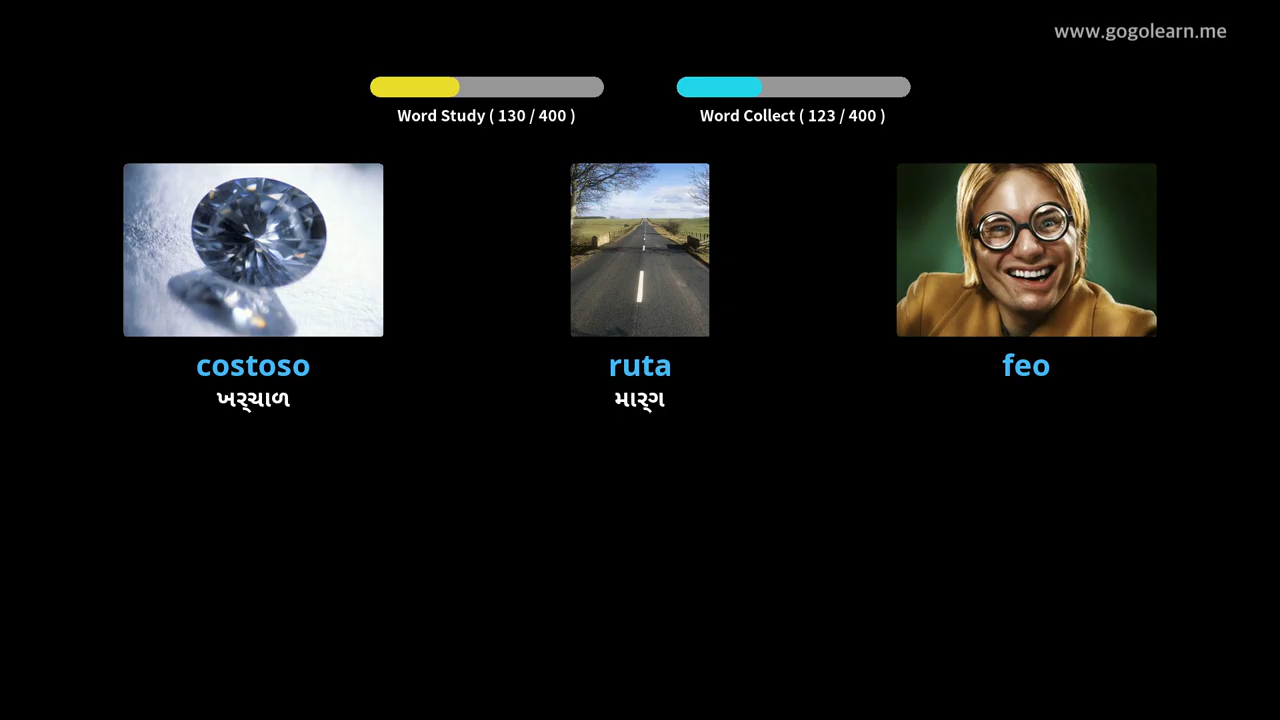 www.gogolearn.me
Word Study ( 130 / 400 )
Word Collect ( 123 / 400 )
costoso
ruta
feo
ખર્ચાળ
માર્ગ